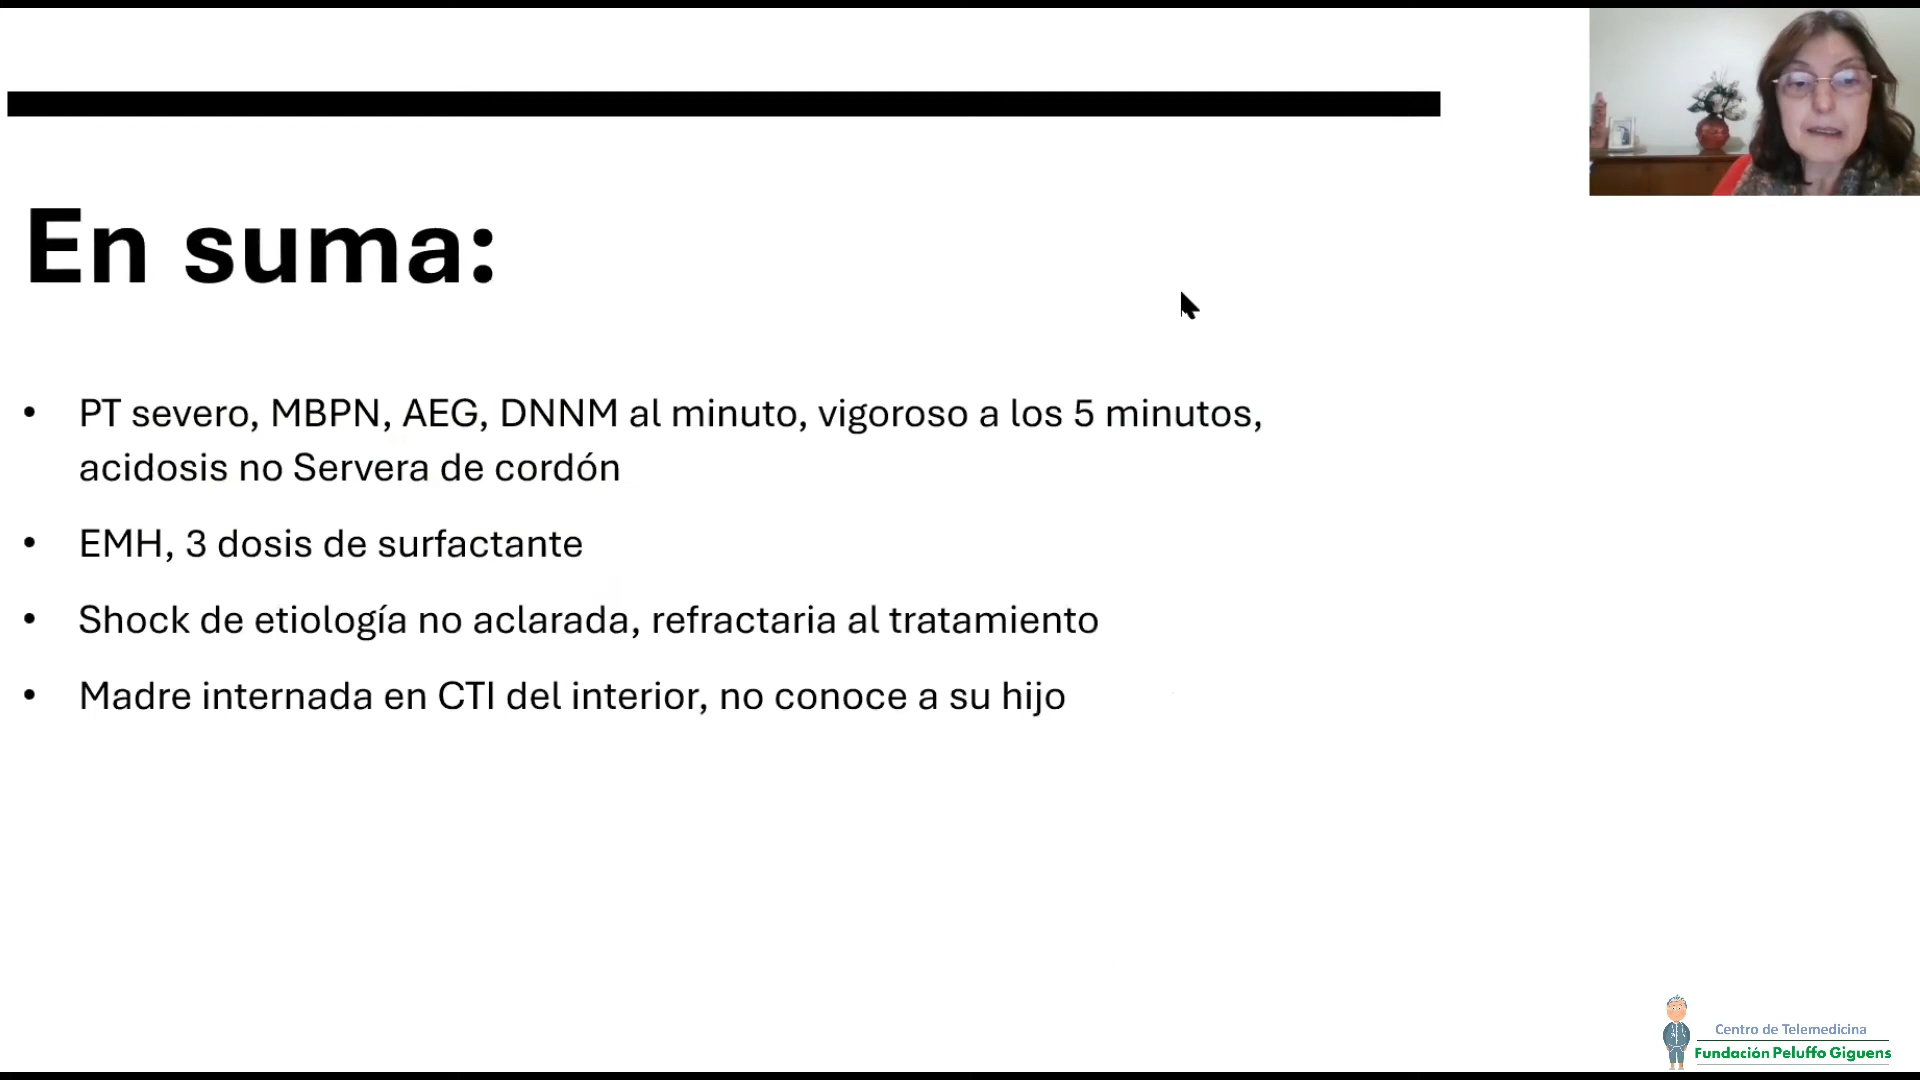 En suma:
• PT severo, MBPN, AEG, DNNM al minuto, vigoroso a los 5 minutos,
acidosis no Servera de cordón
• EMH, 3 dosis de surfactante
• Shock de etiología no aclarada, refractaria al tratamiento
• Madre internada en CTI del interior, no conoce a su hijo
Centro de Telemedicina
Fundación Peluffo Giguens